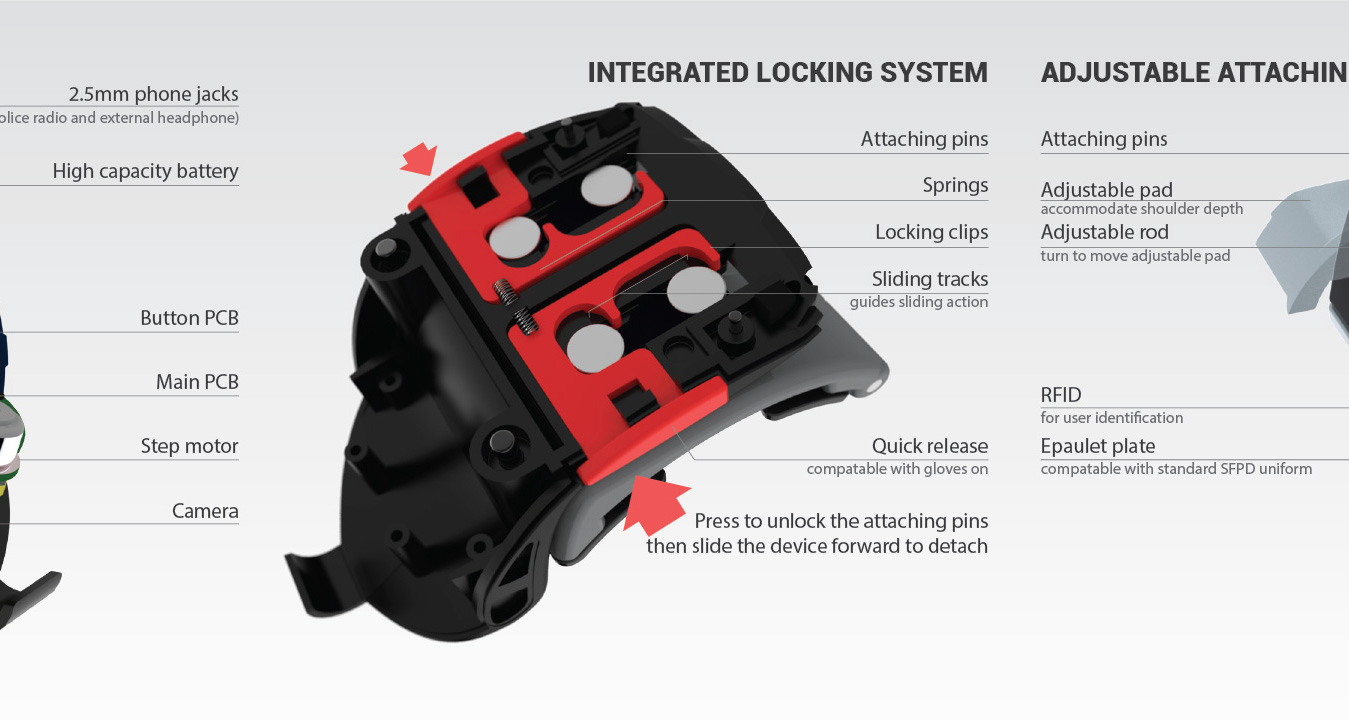 2.5mm phone jacks
olice radio and external headphone)
High capacity battery
Button PCB
Main PCB
Step motor
Camera
INTEGRATED LOCKING SYSTEM
Attaching pins
Springs
Locking clips
Sliding tracks
guides sliding action
Quick release
compatable with gloves on
Press to unlock the attaching pins
then slide the device forward to detach
ADJUSTABLE ATTACHIN
Attaching pins
Adjustable pad
accommodate shoulder depth
Adjustable rod
turn to move adjustable pad
RFID
for user identification
Epaulet plate
compatable with standard SFPD uniform